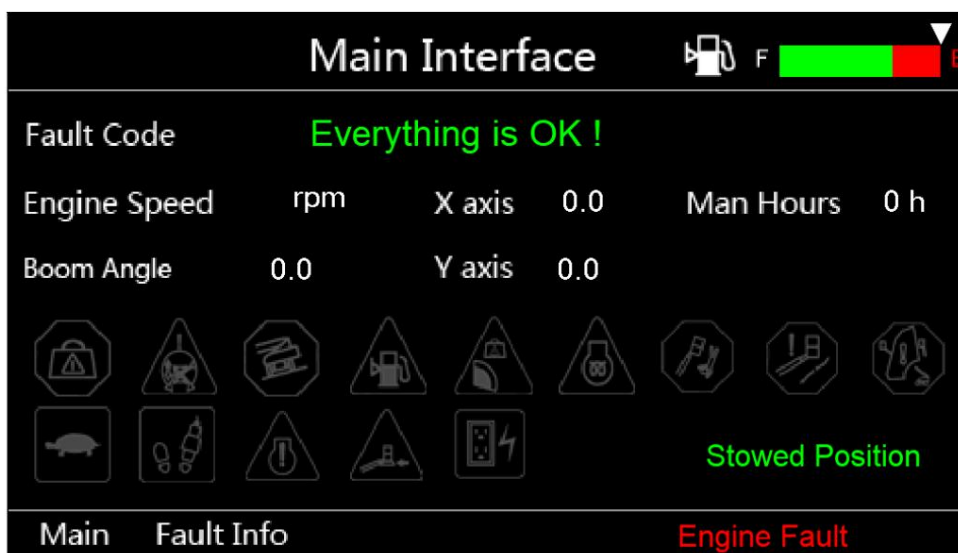 Main Interface F E
Fault Code Everything is OK !
Engine Speed rpm X axis 0.0 Man Hours 0 h
Boom Angle 0.0 Y axis 0.0
Stowed Position
Main Fault Info Engine Fault